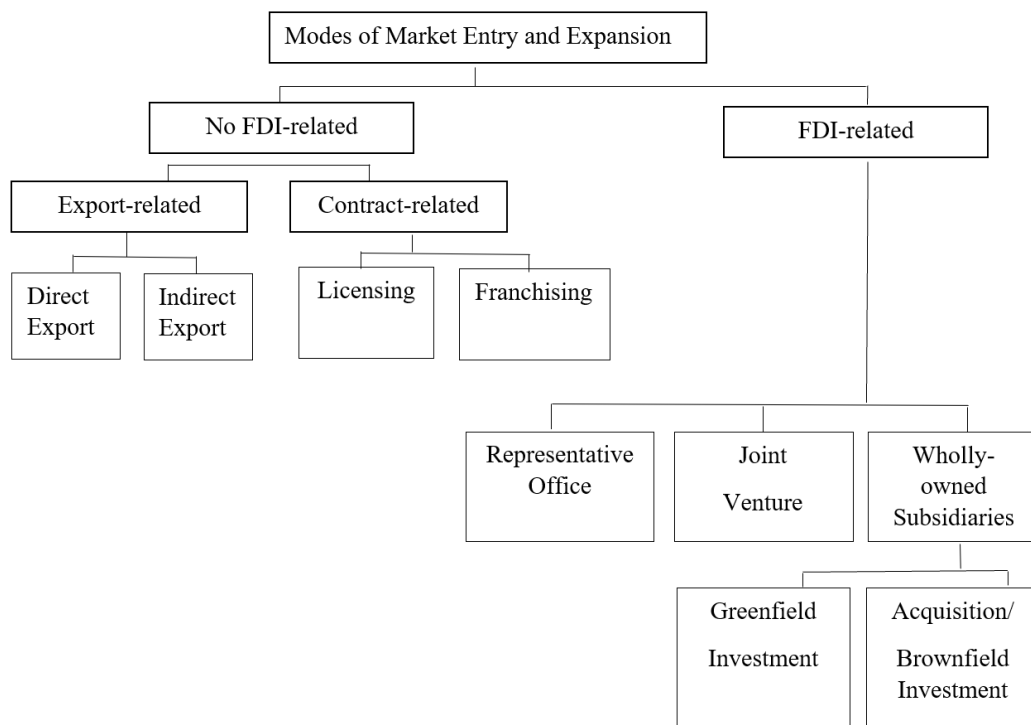 Modes of Market Entry and Expansion
No FDI-related
FDI-related
Export-related
Contract-related
Direct
Export
Indirect
Export
Licensing
Franchising
Representative
Office
Joint
Venture
Wholly-
owned
Subsidiaries
Greenfield
Investment
Acquisition/
Brownfield
Investment